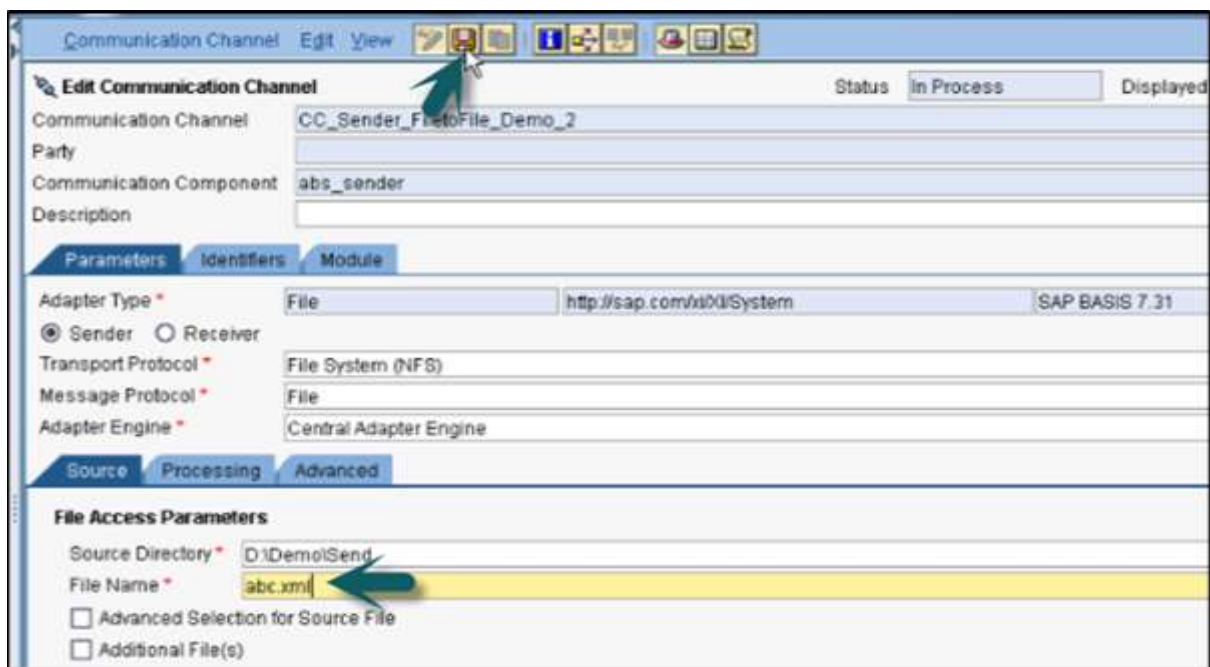 Communication Channel Edit View
Edit Communication Channel Status In Process Displayed
Communication Channel CC_Sender_FiletoFile_Demo_2
Party
Communication Component abs_sender
Description
Parameters Identifiers Module
Adapter Type * File http://sap.com/xi/XI/System SAP BASIS 7.31
Sender Receiver
Transport Protocol * File System (NFS)
Message Protocol * File
Adapter Engine * Central Adapter Engine
Source Processing Advanced
File Access Parameters
Source Directory * D:\Demo\Send
File Name * abc.xml
Advanced Selection for Source File
Additional File(s)